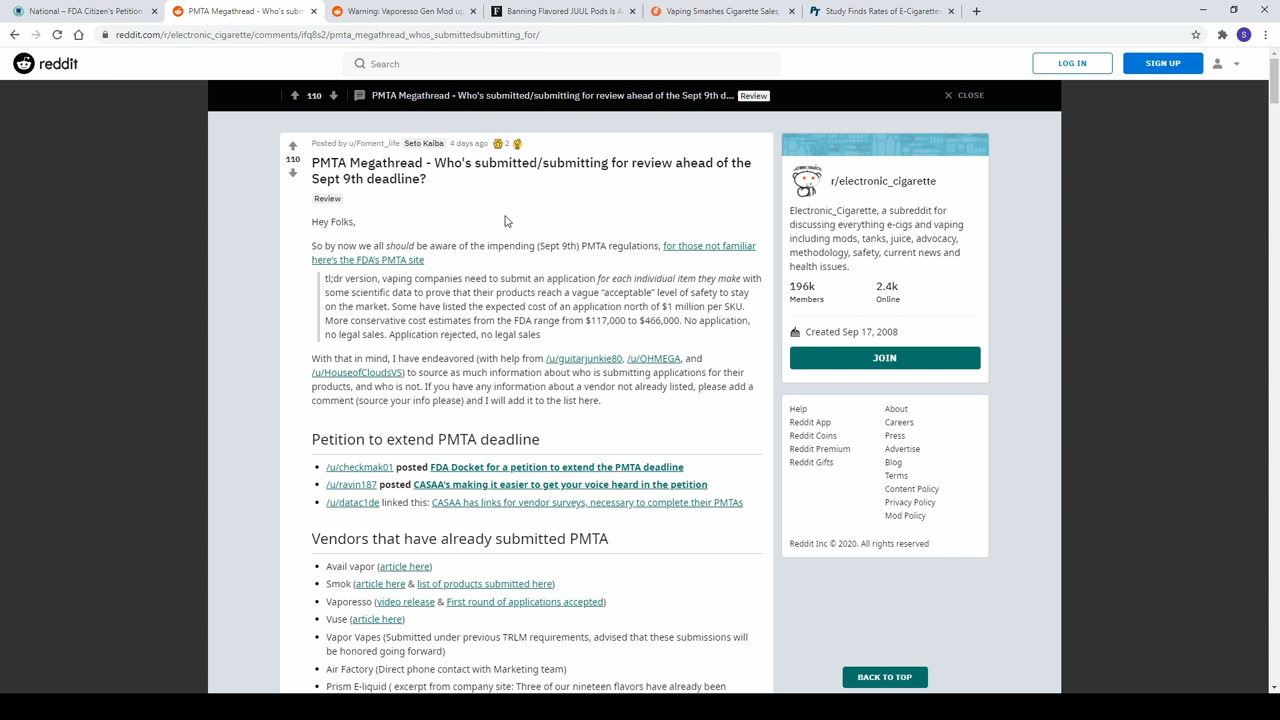 National – FDA Citizen's Petition
PMTA Megathread - Who's subm
Warning: Vaporesso Gen Mod up
Banning Flavored JUUL Pods Is A
Vaping Smashes Cigarette Sales,
Study Finds Rates of E-Cigarette
reddit.com/r/electronic_cigarette/comments/ifq8s2/pmta_megathread_whos_submittedsubmitting_for/
S
reddit
Search
LOG IN
SIGN UP
110
PMTA Megathread - Who's submitted/submitting for review ahead of the Sept 9th d...
Review
CLOSE
Posted by u/Foment_life Seto Kaiba 4 days ago 2
110
PMTA Megathread - Who's submitted/submitting for review ahead of the
Sept 9th deadline?
Review
Hey Folks,
So by now we all should be aware of the impending (Sept 9th) PMTA regulations, for those not familiar
here's the FDA's PMTA site
tl;dr version, vaping companies need to submit an application for each individual item they make with
some scientific data to prove that their products reach a vague “acceptable” level of safety to stay
on the market. Some have listed the expected cost of an application north of $1 million per SKU.
More conservative cost estimates from the FDA range from $117,000 to $466,000. No application,
no legal sales. Application rejected, no legal sales
With that in mind, I have endeavored (with help from /u/guitarjunkie80, /u/OHMEGA, and
/u/HouseofCloudsVS) to source as much information about who is submitting applications for their
products, and who is not. If you have any information about a vendor not already listed, please add a
comment (source your info please) and I will add it to the list here.
Petition to extend PMTA deadline
• /u/checkmak01 posted FDA Docket for a petition to extend the PMTA deadline
• /u/ravin187 posted CASAA's making it easier to get your voice heard in the petition
• /u/datac1de linked this: CASAA has links for vendor surveys, necessary to complete their PMTAs
Vendors that have already submitted PMTA
• Avail vapor (article here)
• Smok (article here & list of products submitted here)
• Vaporesso (video release & First round of applications accepted)
• Vuse (article here)
• Vapor Vapes (Submitted under previous TRLM requirements, advised that these submissions will
be honored going forward)
• Air Factory (Direct phone contact with Marketing team)
• Prism E-liquid ( excerpt from company site: Three of our nineteen flavors have already been
r/electronic_cigarette
Electronic_Cigarette, a subreddit for
discussing everything e-cigs and vaping
including mods, tanks, juice, advocacy,
methodology, safety, current news and
health issues.
196k 2.4k
Members Online
Created Sep 17, 2008
JOIN
Help About
Reddit App Careers
Reddit Coins Press
Reddit Premium Advertise
Reddit Gifts Blog
Terms
Content Policy
Privacy Policy
Mod Policy
Reddit Inc © 2020. All rights reserved
BACK TO TOP